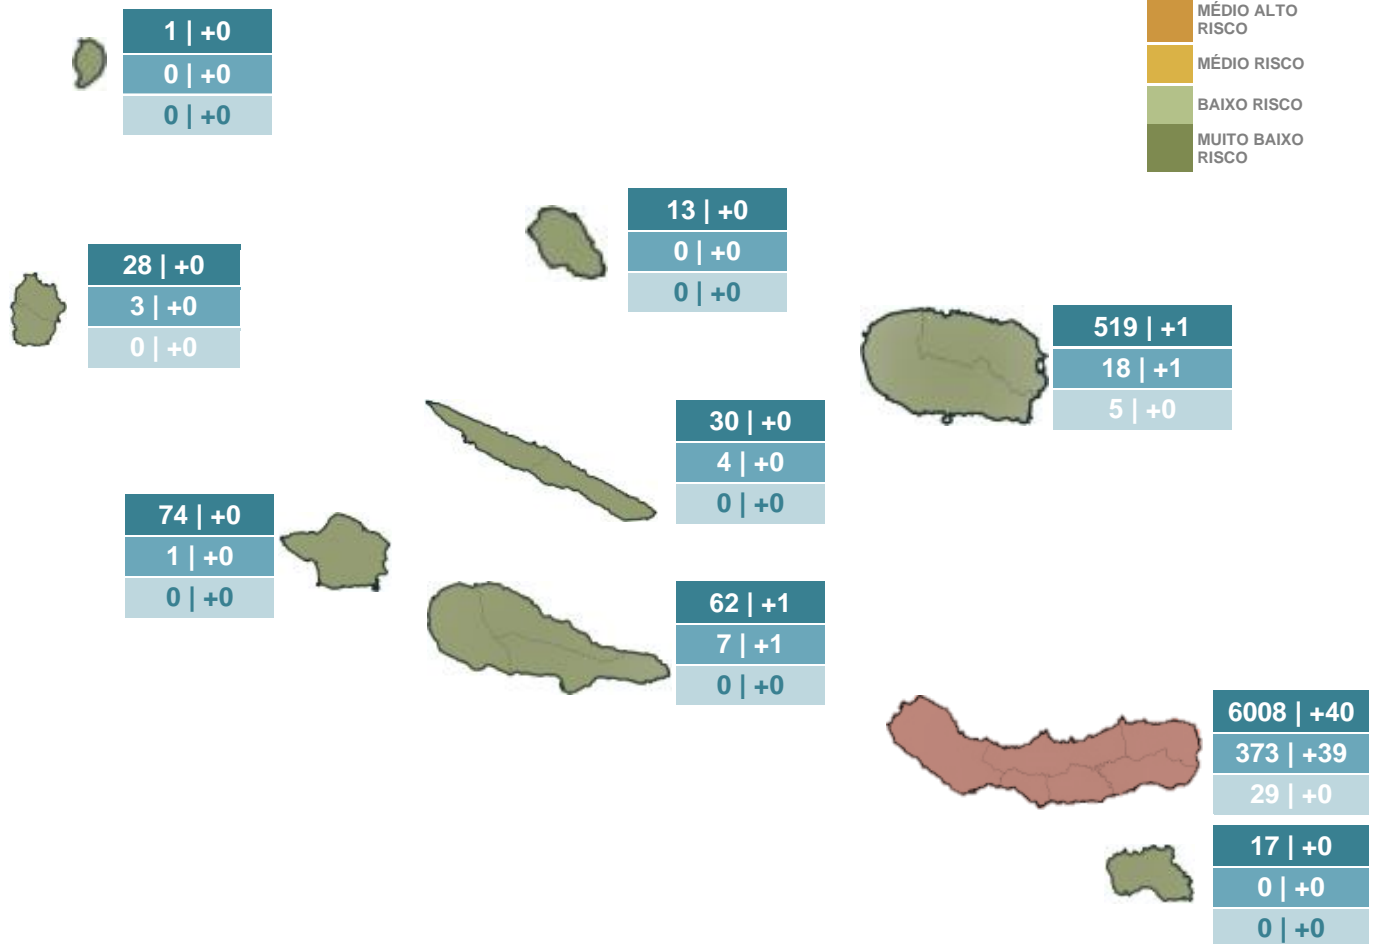 MÉDIO ALTO
RISCO
MÉDIO RISCO
BAIXO RISCO
MUITO BAIXO
RISCO
1 | +0
0 | +0
0 | +0
13 | +0
0 | +0
0 | +0
28 | +0
3 | +0
0 | +0
519 | +1
18 | +1
5 | +0
30 | +0
4 | +0
0 | +0
74 | +0
1 | +0
0 | +0
62 | +1
7 | +1
0 | +0
6008 | +40
373 | +39
29 | +0
17 | +0
0 | +0
0 | +0